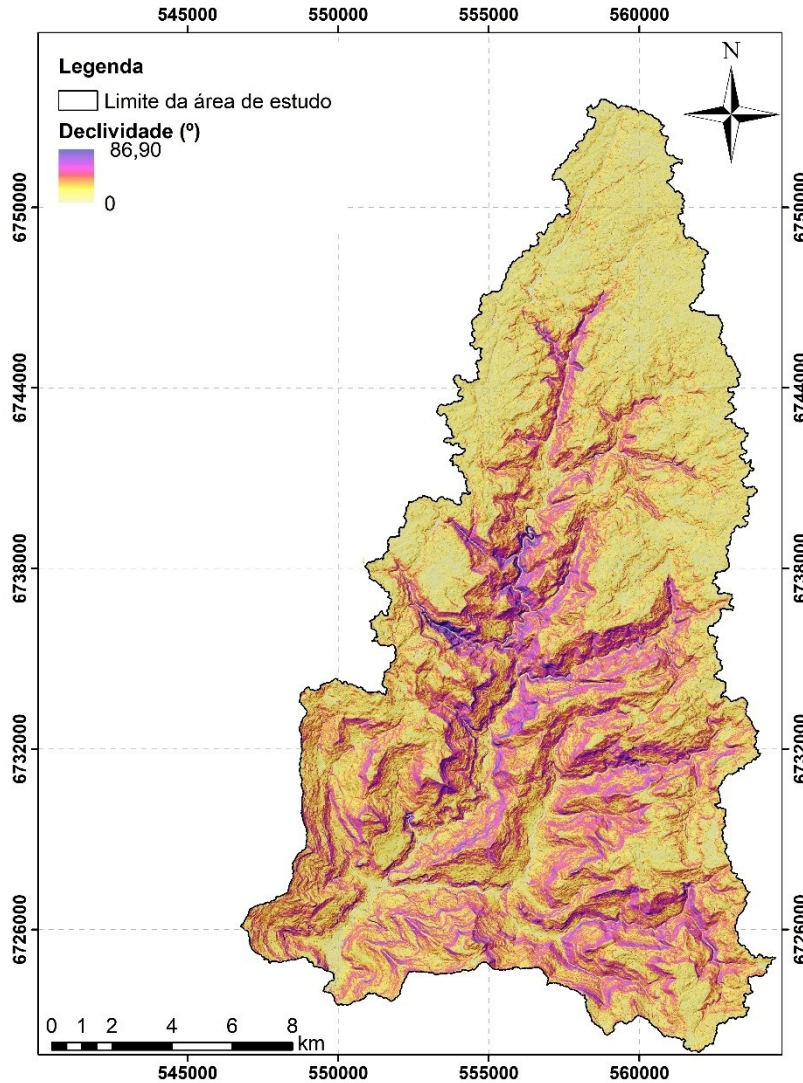 545000 550000 555000 560000
N
Legenda
Limite da área de estudo
Declividade (º)
86,90
0
6750000 6750000
6744000 6744000
6738000 6738000
6732000 6732000
6726000 6726000
0 1 2 4 6 8
km
545000 550000 555000 560000